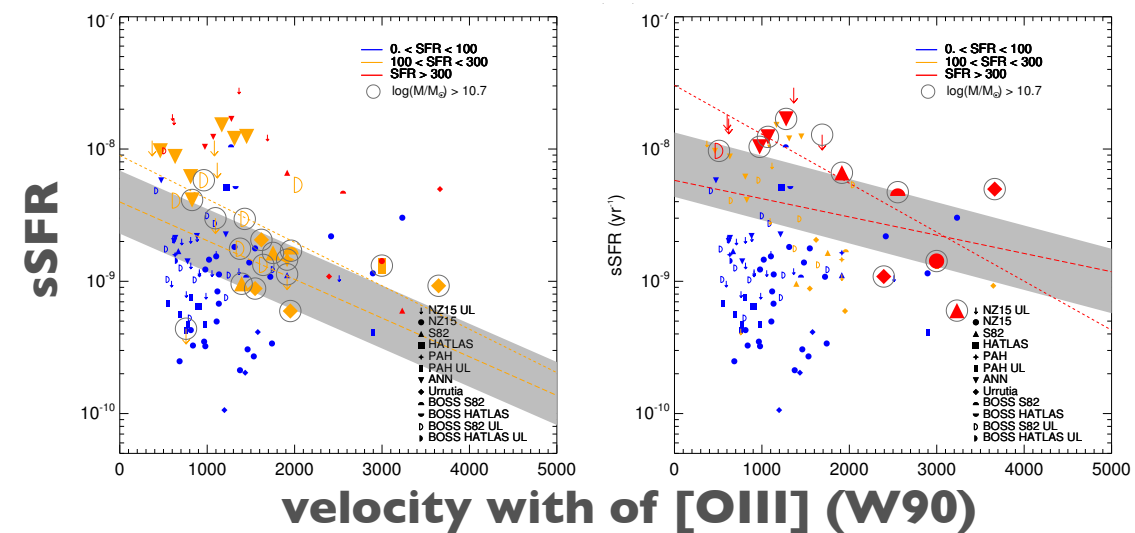 10⁻⁷
10⁻⁸
10⁻⁹
10⁻¹⁰
0
1000
2000
3000
4000
5000
sSFR
0. < SFR < 100
100 < SFR < 300
SFR > 300
log(M/M☉) > 10.7
NZ15 UL
NZ15
S82
HATLAS
PAH
PAH UL
ANN
Urrutia
BOSS S82
BOSS HATLAS
BOSS S82 UL
BOSS HATLAS UL
10⁻⁷
10⁻⁸
10⁻⁹
10⁻¹⁰
0
1000
2000
3000
4000
5000
sSFR (yr⁻¹)
0. < SFR < 100
100 < SFR < 300
SFR > 300
log(M/M☉) > 10.7
NZ15 UL
NZ15
S82
HATLAS
PAH
PAH UL
ANN
Urrutia
BOSS S82
BOSS HATLAS
BOSS S82 UL
BOSS HATLAS UL
velocity with of [OIII] (W90)